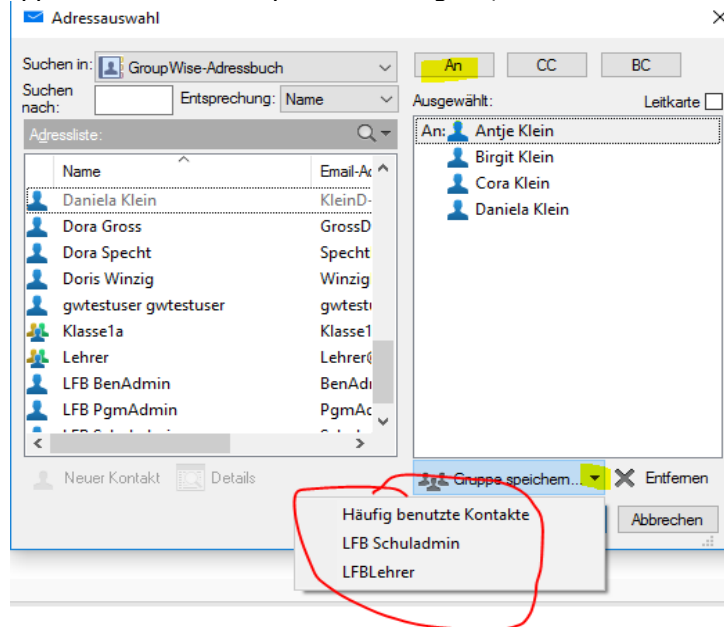 Adressauswahl
Suchen in: GroupWise-Adressbuch
Suchen nach:
Entsprechung: Name
Adressliste:
Name Email-Ad
Daniela Klein KleinD-
Dora Gross GrossD
Dora Specht Specht
Doris Winzig Winzig
gwtestuser gwtestuser gwtestu
Klasse1a Klasse1
Lehrer Lehrer@
LFB BenAdmin BenAdm
LFB PgmAdmin PgmAd
Neuer Kontakt Details
An CC BC
Ausgewählt: Leitkarte
An: Antje Klein
Birgit Klein
Cora Klein
Daniela Klein
Gruppe speichern... Entfernen
Abbrechen
Häufig benutzte Kontakte
LFB Schuladmin
LFBLehrer